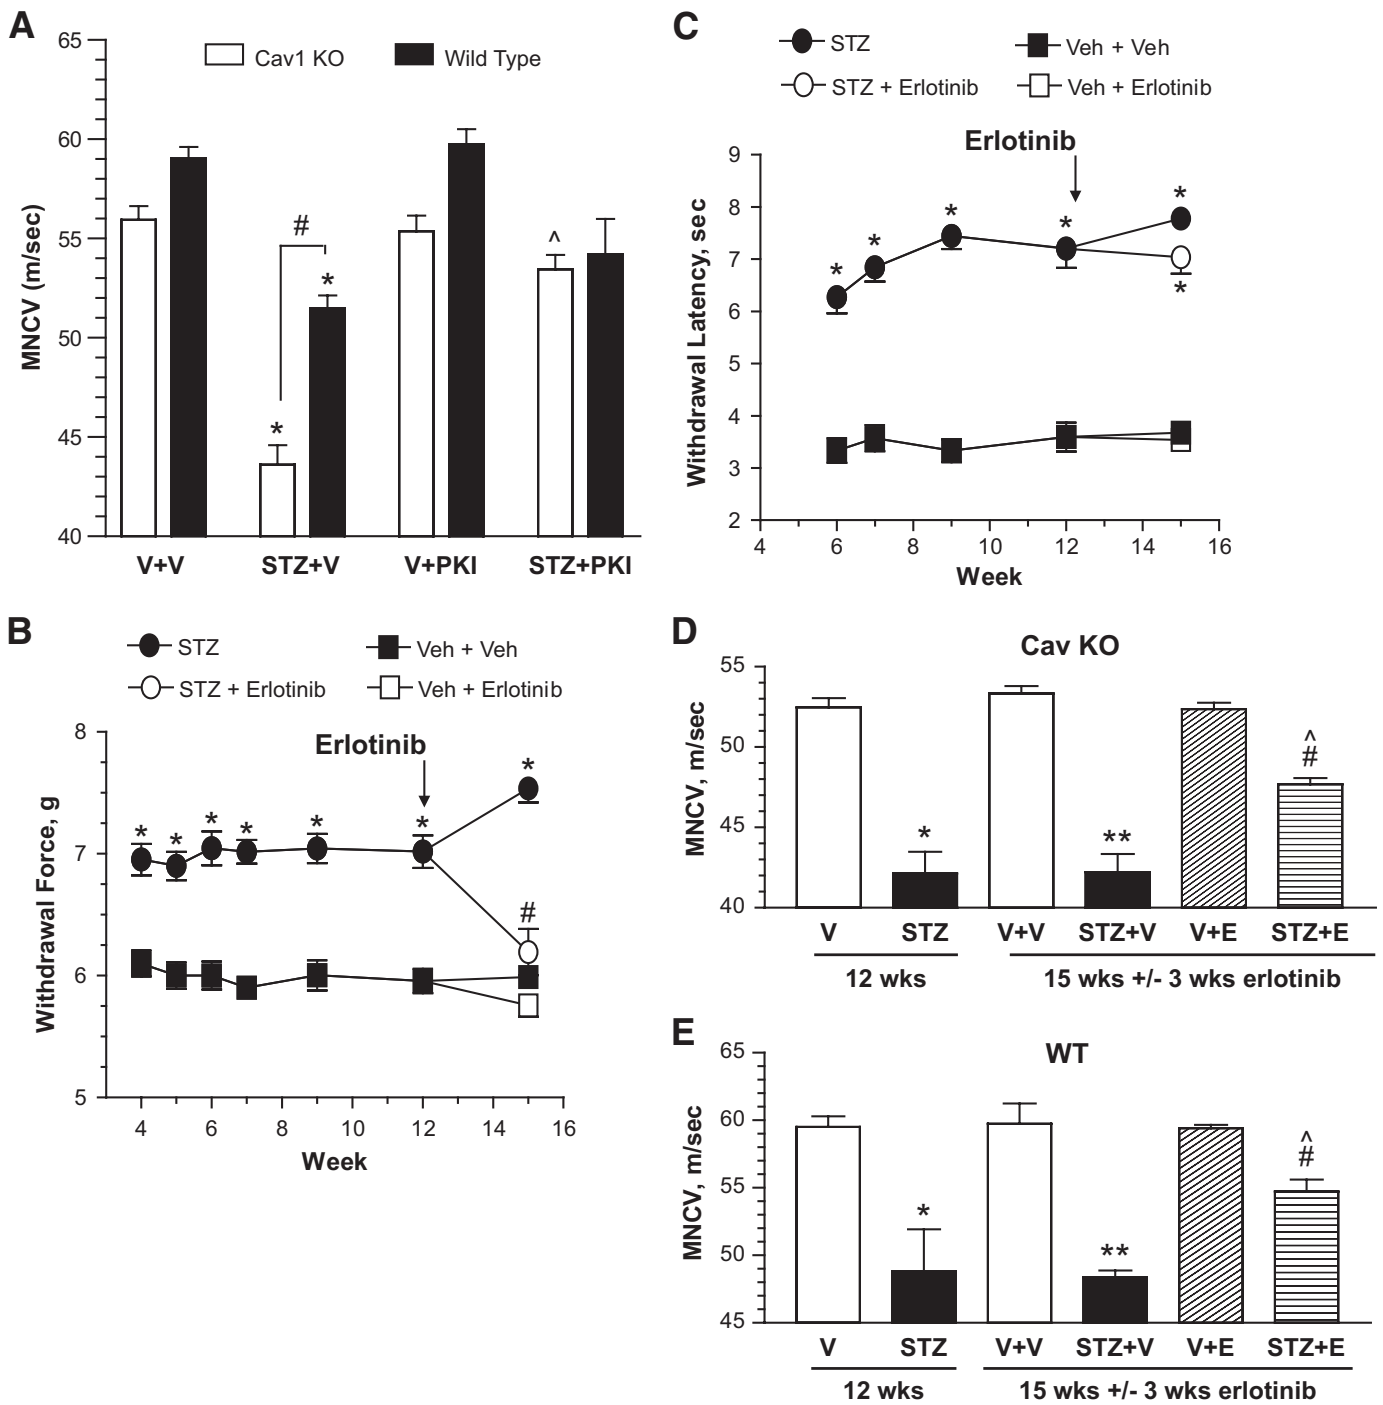 A
65
60
55
50
45
40
MNCV (m/sec)
Cav1 KO
Wild Type
*
#
*
^
V+V
STZ+V
V+PKI
STZ+PKI
B
STZ
Veh + Veh
STZ + Erlotinib
Veh + Erlotinib
Erlotinib
8
7
6
5
Withdrawal Force, g
* * * * * * *
#
4 6 8 10 12 14 16
Week
C
STZ
Veh + Veh
STZ + Erlotinib
Veh + Erlotinib
Erlotinib
9
8
7
6
5
4
3
2
Withdrawal Latency, sec
* * * * *
*
4 6 8 10 12 14 16
Week
D
Cav KO
55
50
45
40
MNCV, m/sec
*
**
^
#
V STZ V+V STZ+V V+E STZ+E
12 wks
15 wks +/- 3 wks erlotinib
E
WT
65
60
55
50
45
MNCV, m/sec
*
**
^
#
V STZ V+V STZ+V V+E STZ+E
12 wks
15 wks +/- 3 wks erlotinib